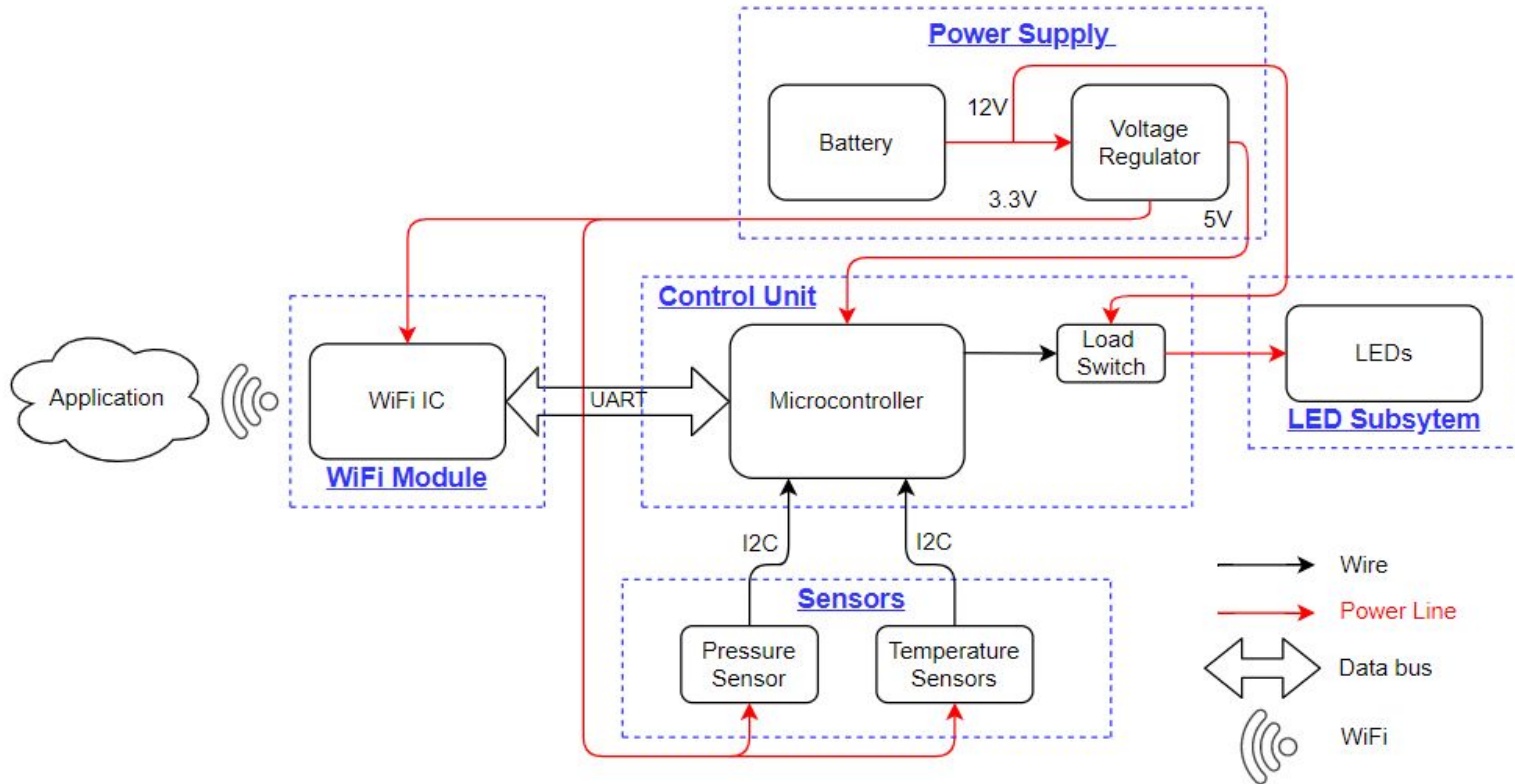 Power Supply
12V
Battery
Voltage
Regulator
3.3V
5V
Control Unit
Load
Switch
LEDs
Application
WiFi IC
UART
Microcontroller
LED Subsytem
WiFi Module
I2C
I2C
Wire
Sensors
Power Line
Pressure
Sensor
Temperature
Sensors
Data bus
WiFi